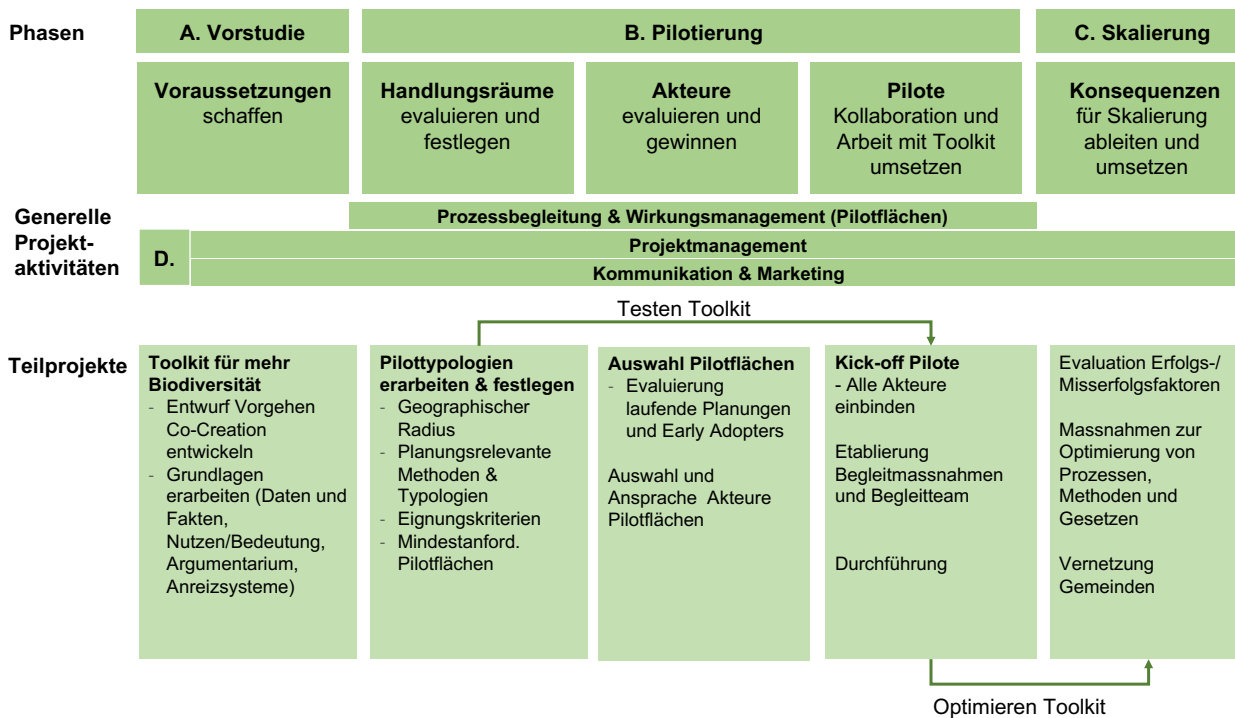 Phasen
A. Vorstudie
B. Pilotierung
C. Skalierung
Voraussetzungen
schaffen
Handlungsräume
evaluieren und
festlegen
Akteure
evaluieren und
gewinnen
Pilote
Kollaboration und
Arbeit mit Toolkit
umsetzen
Konsequenzen
für Skalierung
ableiten und
umsetzen
Generelle
Projekt-
aktivitäten
Prozessbegleitung & Wirkungsmanagement (Pilotflächen)
D.
Projektmanagement
Kommunikation & Marketing
Testen Toolkit
Teilprojekte
Toolkit für mehr
Biodiversität
- Entwurf Vorgehen
Co-Creation
entwickeln
- Grundlagen
erarbeiten (Daten und
Fakten,
Nutzen/Bedeutung,
Argumentarium,
Anreizsysteme)
Pilottypologien
erarbeiten & festlegen
- Geographischer
Radius
- Planungsrelevante
Methoden &
Typologien
- Eignungskriterien
- Mindestanford.
Pilotflächen
Auswahl Pilotflächen
- Evaluierung
laufende Planungen
und Early Adopters
Auswahl und
Ansprache Akteure
Pilotflächen
Kick-off Pilote
- Alle Akteure
einbinden
Etablierung
Begleitmassnahmen
und Begleitteam
Durchführung
Evaluation Erfolgs-/
Misserfolgsfaktoren
Massnahmen zur
Optimierung von
Prozessen,
Methoden und
Gesetzen
Vernetzung
Gemeinden
Optimieren Toolkit